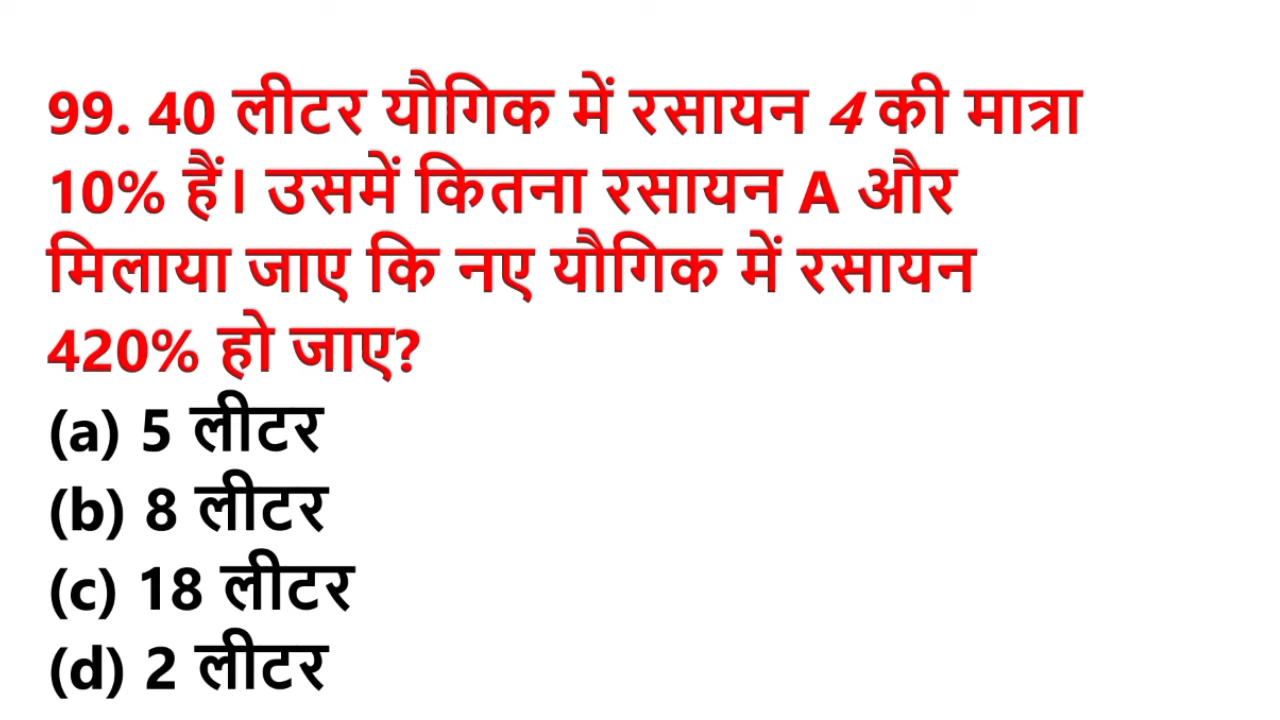 99. 40 लीटर यौगिक में रसायन 4 की मात्रा
10% हैं। उसमें कितना रसायन A और
मिलाया जाए कि नए यौगिक में रसायन
420% हो जाए?
(a) 5 लीटर
(b) 8 लीटर
(c) 18 लीटर
(d) 2 लीटर